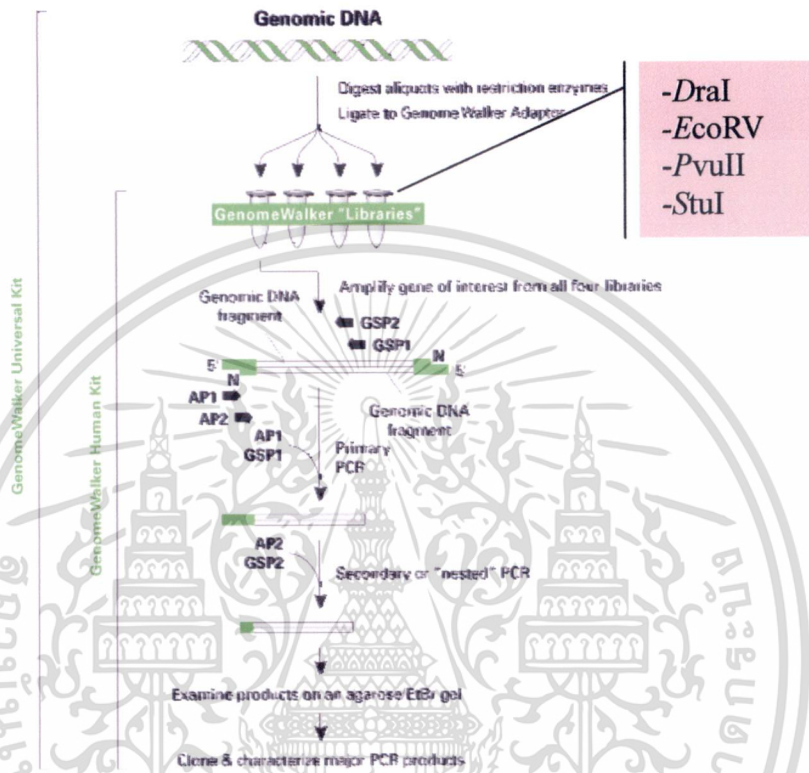 Genomic DNA
Digest aliquots with restriction enzymes
Ligate to Genome Walker Adaptor
-DraI
-EcoRV
-PvuII
-StuI
GenomeWalker "Libraries"
Genomic DNA
fragment
Amplify gene of interest from all four libraries
GSP2
GSP1
5'
N
N
5'
AP1
AP2
Genomic DNA
fragment
AP1
GSP1
Primary
PCR
AP2
GSP2
Secondary or "nested" PCR
Examine products on an agarose/EtBr gel
Clone & characterize major PCR products
GenomeWalker Universal Kit
GenomeWalker Human Kit